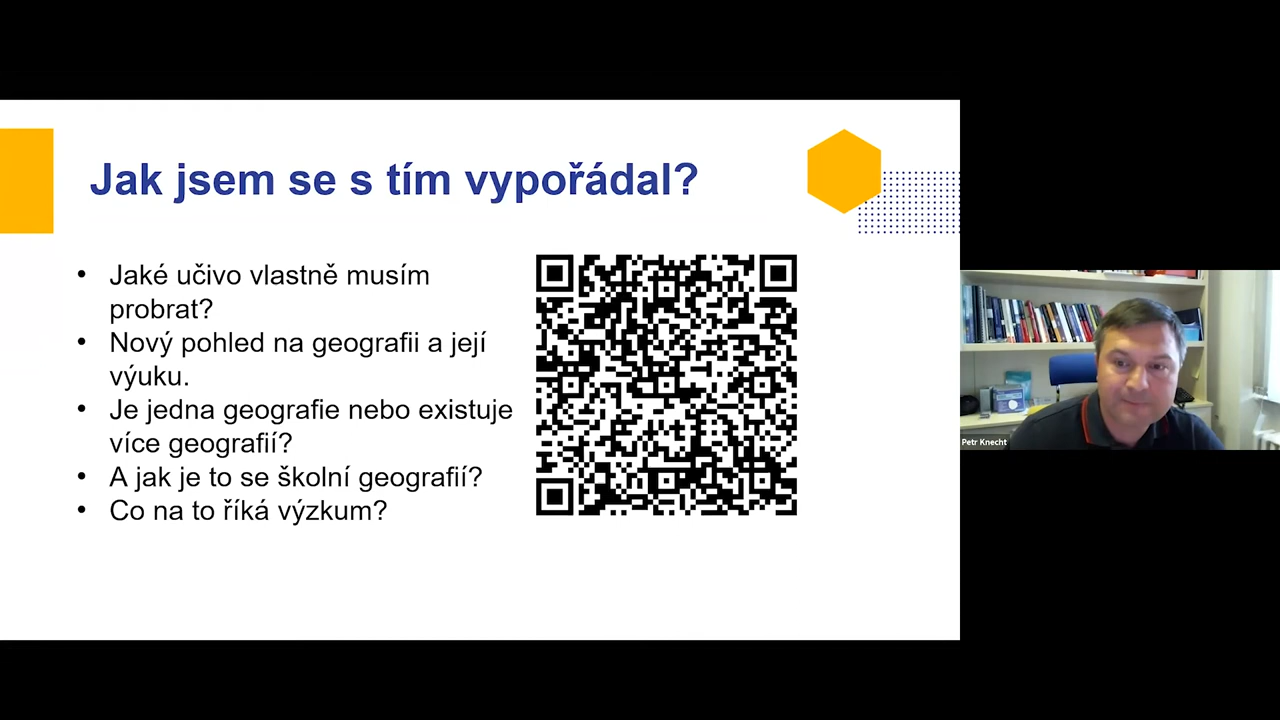 Jak jsem se s tím vypořádal?
• Jaké učivo vlastně musím
probrat?
• Nový pohled na geografii a její
výuku.
• Je jedna geografie nebo existuje
více geografií?
• A jak je to se školní geografií?
• Co na to říká výzkum?
Petr Knecht